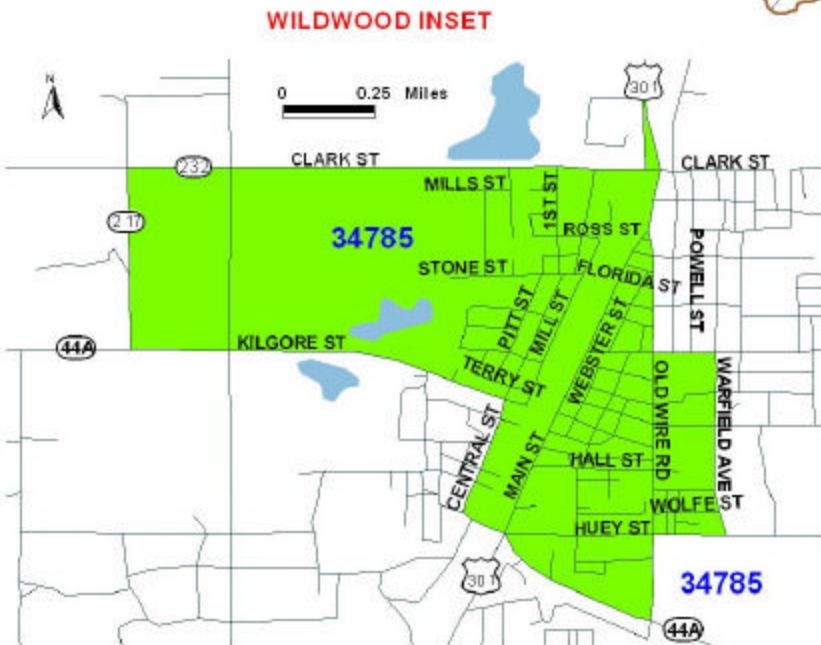 WILDWOOD INSET
N
0 0.25 Miles
301
232
CLARK ST
CLARK ST
MILLS ST
1ST ST
217
34785
ROSS ST
POWELL ST
STONE ST
FLORIDA ST
PITT ST
MILL ST
WEBSTER ST
44A
KILGORE ST
TERRY ST
OLD WIRE RD
WARFIELD AVE
CENTRAL ST
MAIN ST
HALL ST
WOLFE ST
HUEY ST
301
34785
44A